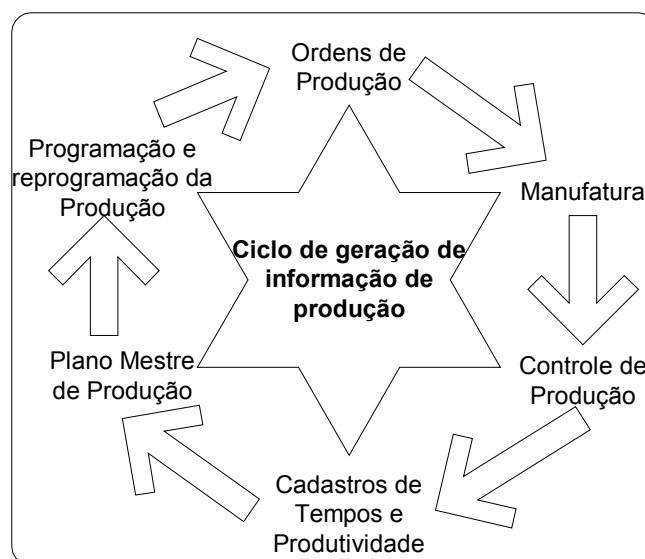 Ordens de
Produção
Programação e
reprogramação da
Produção
Manufatura
Ciclo de geração de
informação de
produção
Plano Mestre
de Produção
Controle de
Produção
Cadastros de
Tempos e
Produtividade